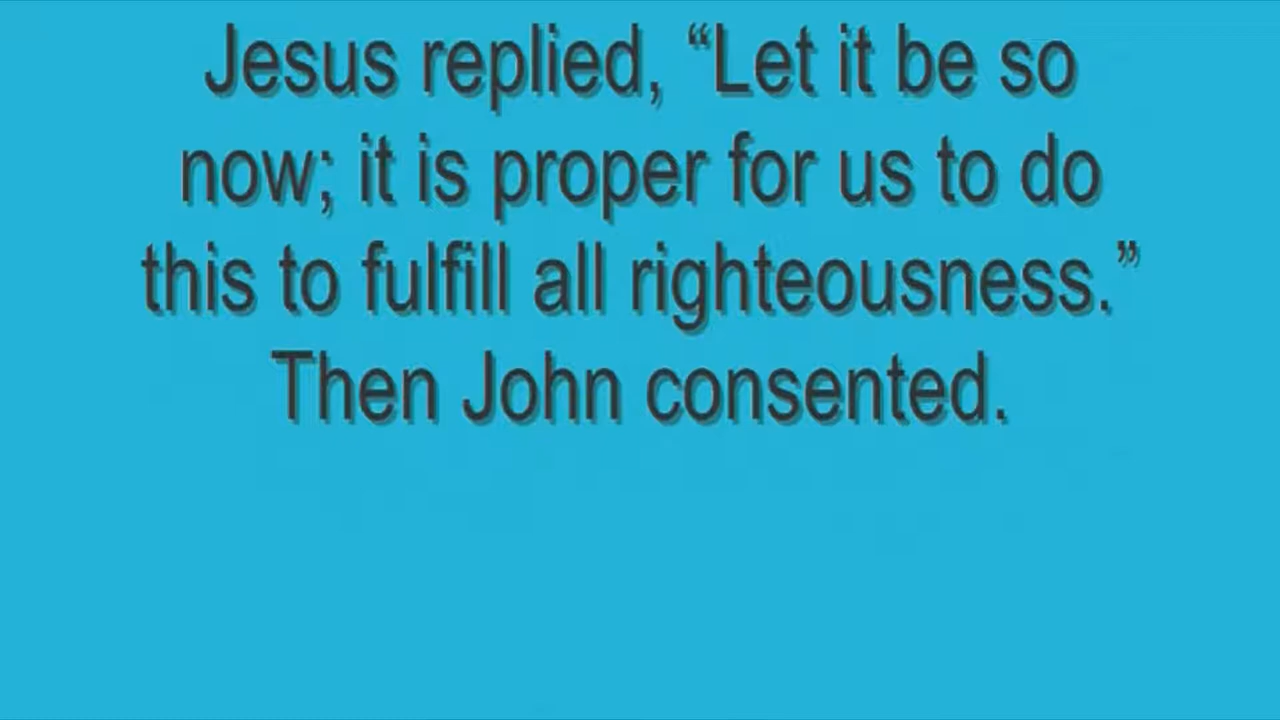 Jesus replied, “Let it be so
now; it is proper for us to do
this to fulfill all righteousness.”
Then John consented.